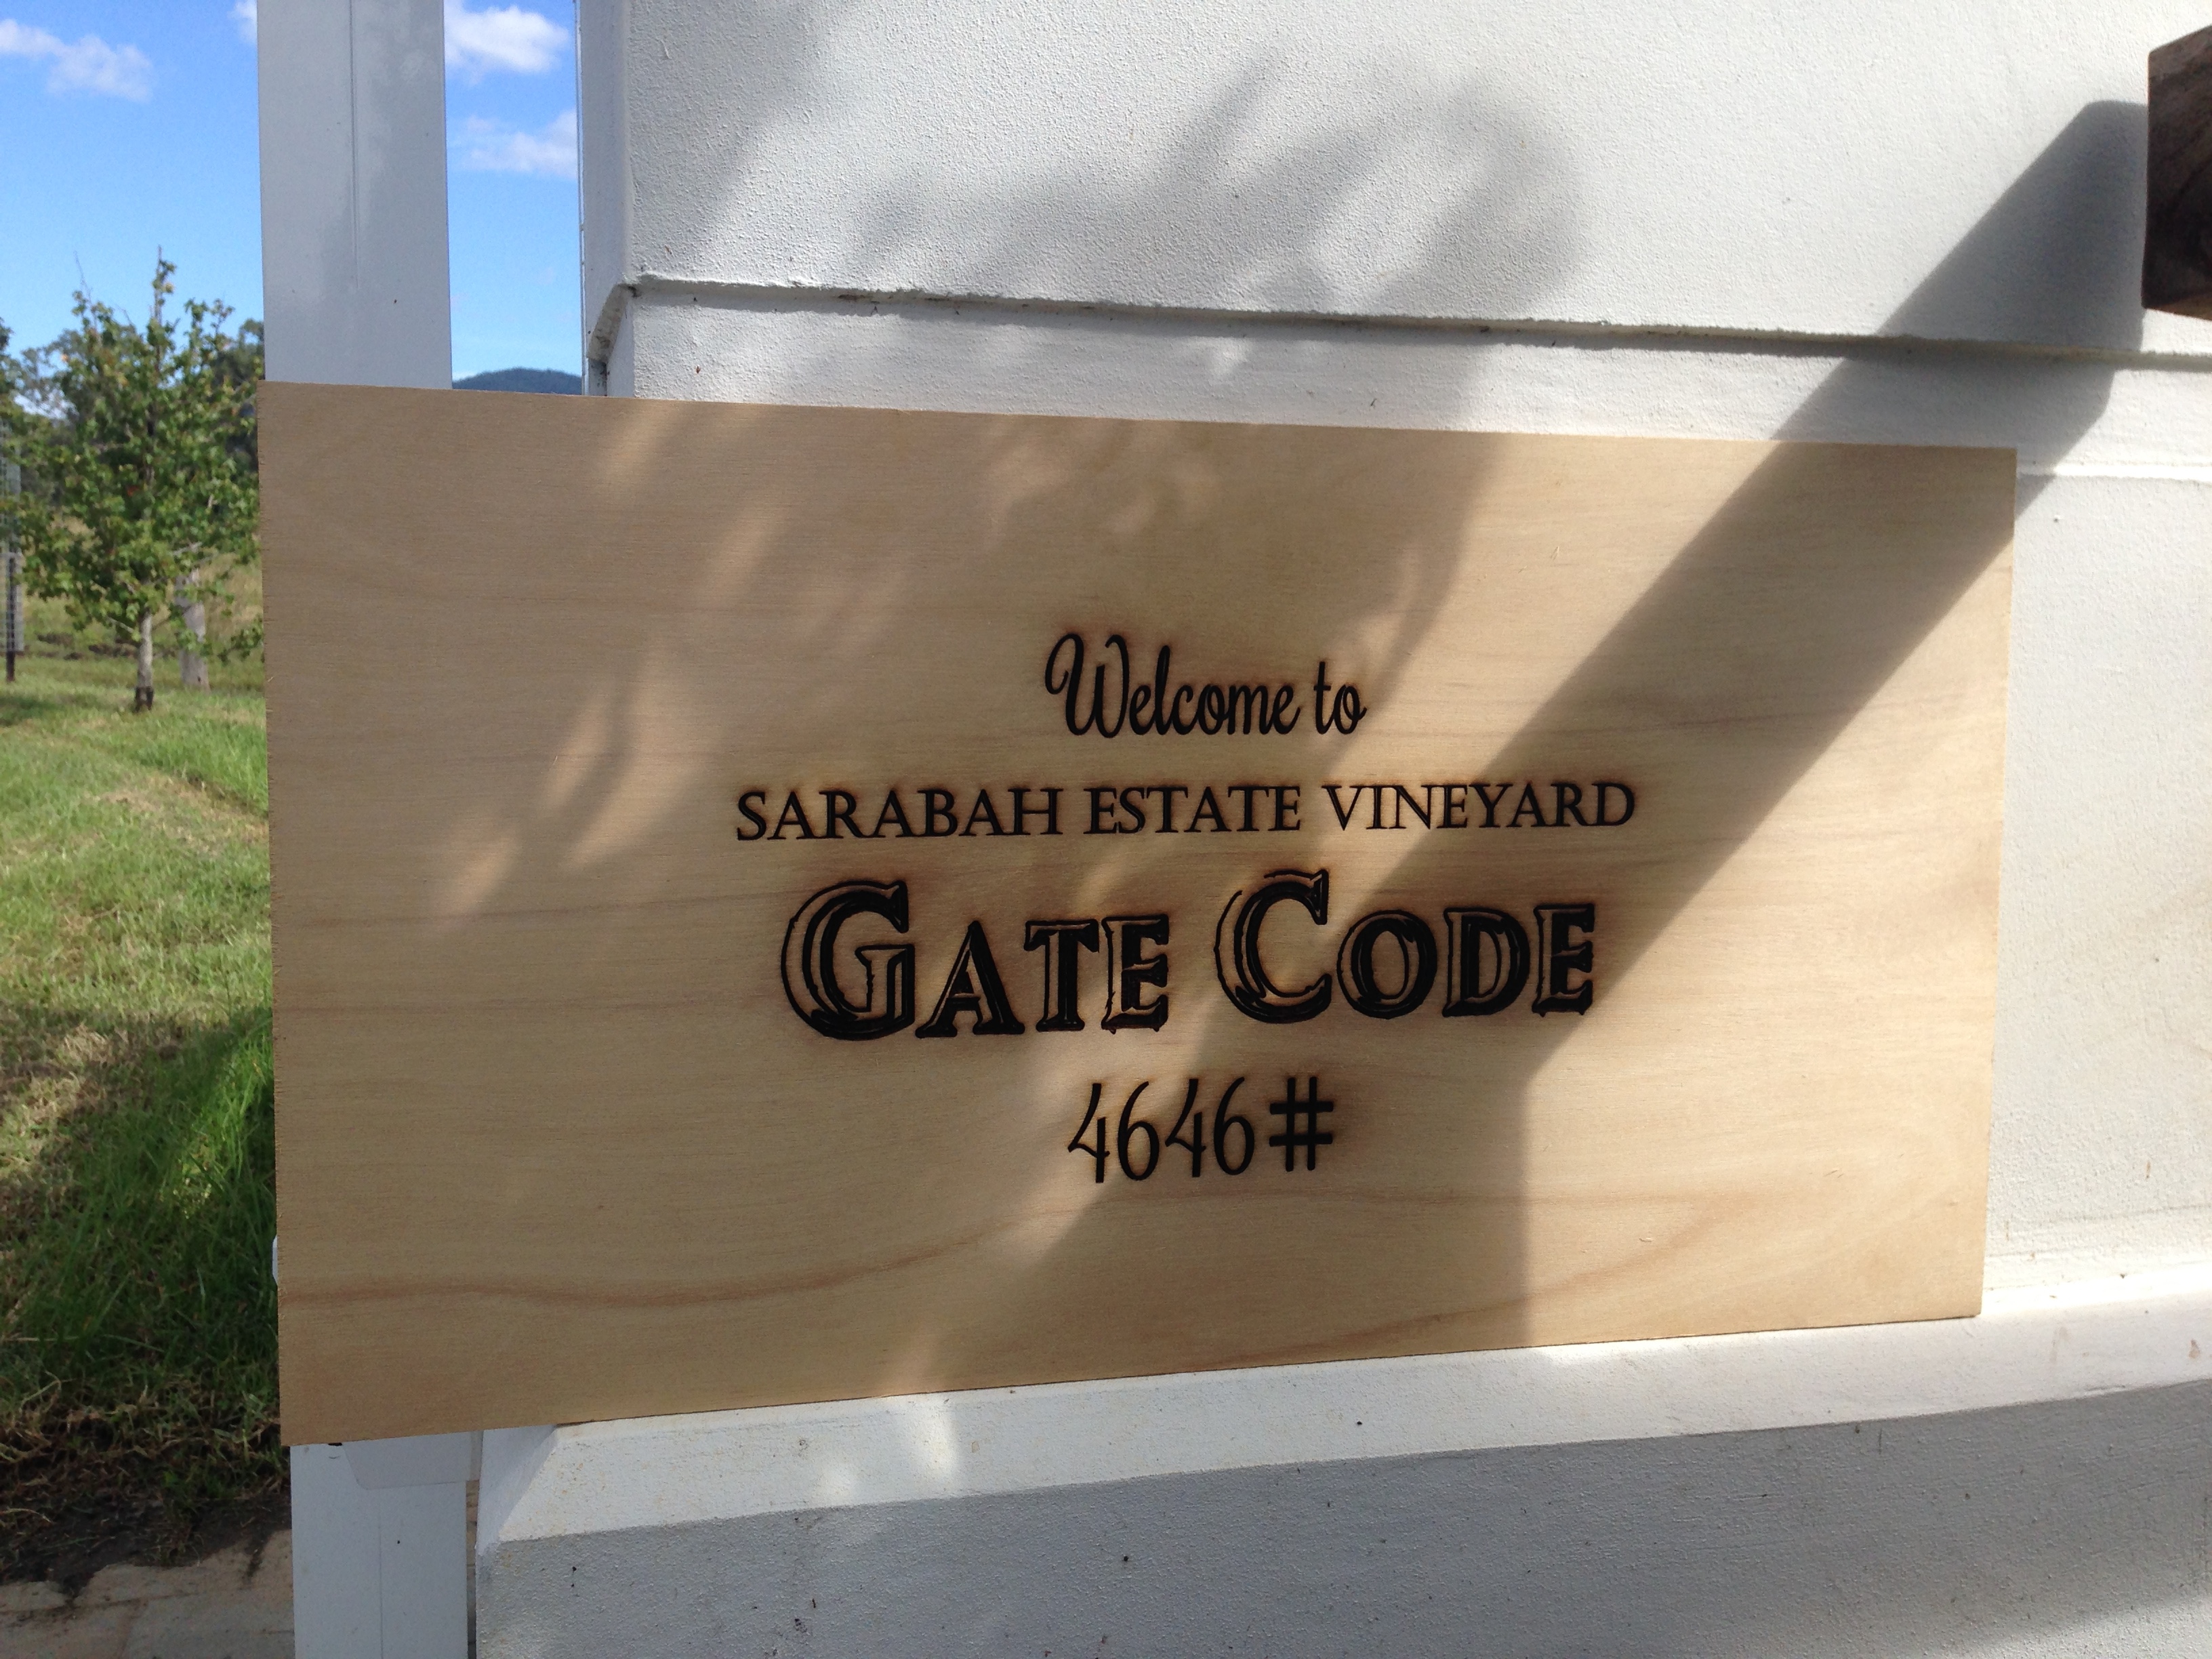 Welcome to
SARABAH ESTATE VINEYARD
GATE CODE
4646#